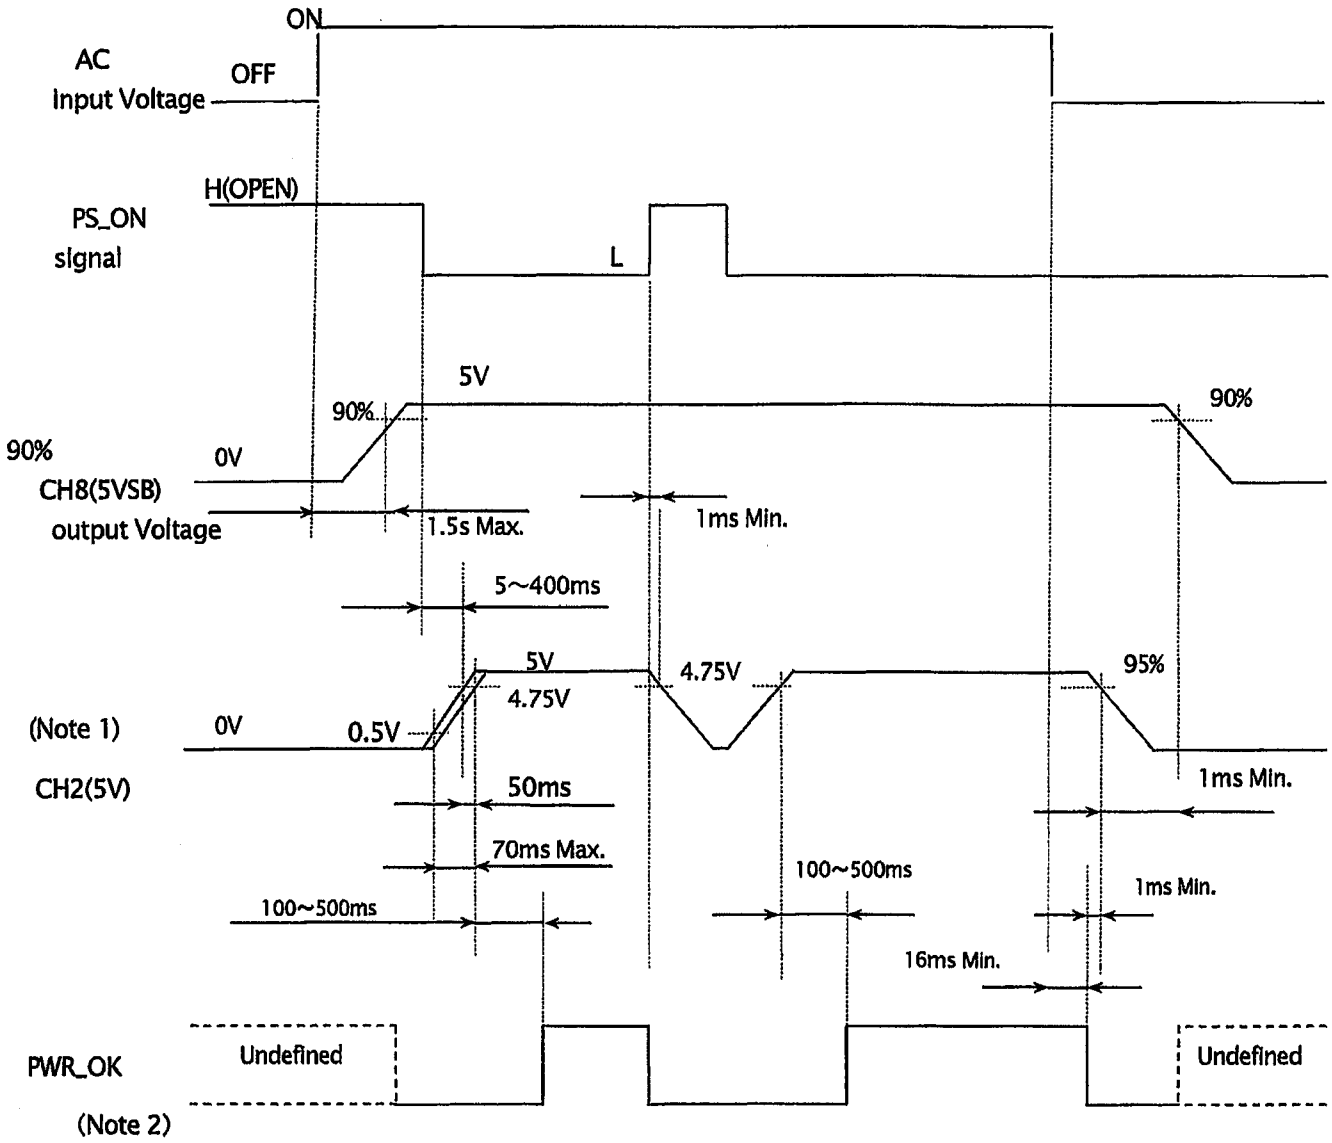 ON
AC
OFF
Input Voltage
H(OPEN)
PS_ON
signal
L
5V
90%
90%
90%
0V
CH8(5VSB)
output Voltage
1.5s Max.
1ms Min.
5～400ms
5V
4.75V
4.75V
95%
(Note 1)
0V
0.5V
CH2(5V)
50ms
1ms Min.
70ms Max.
100～500ms
1ms Min.
100～500ms
16ms Min.
Undefined
Undefined
PWR_OK
(Note 2)